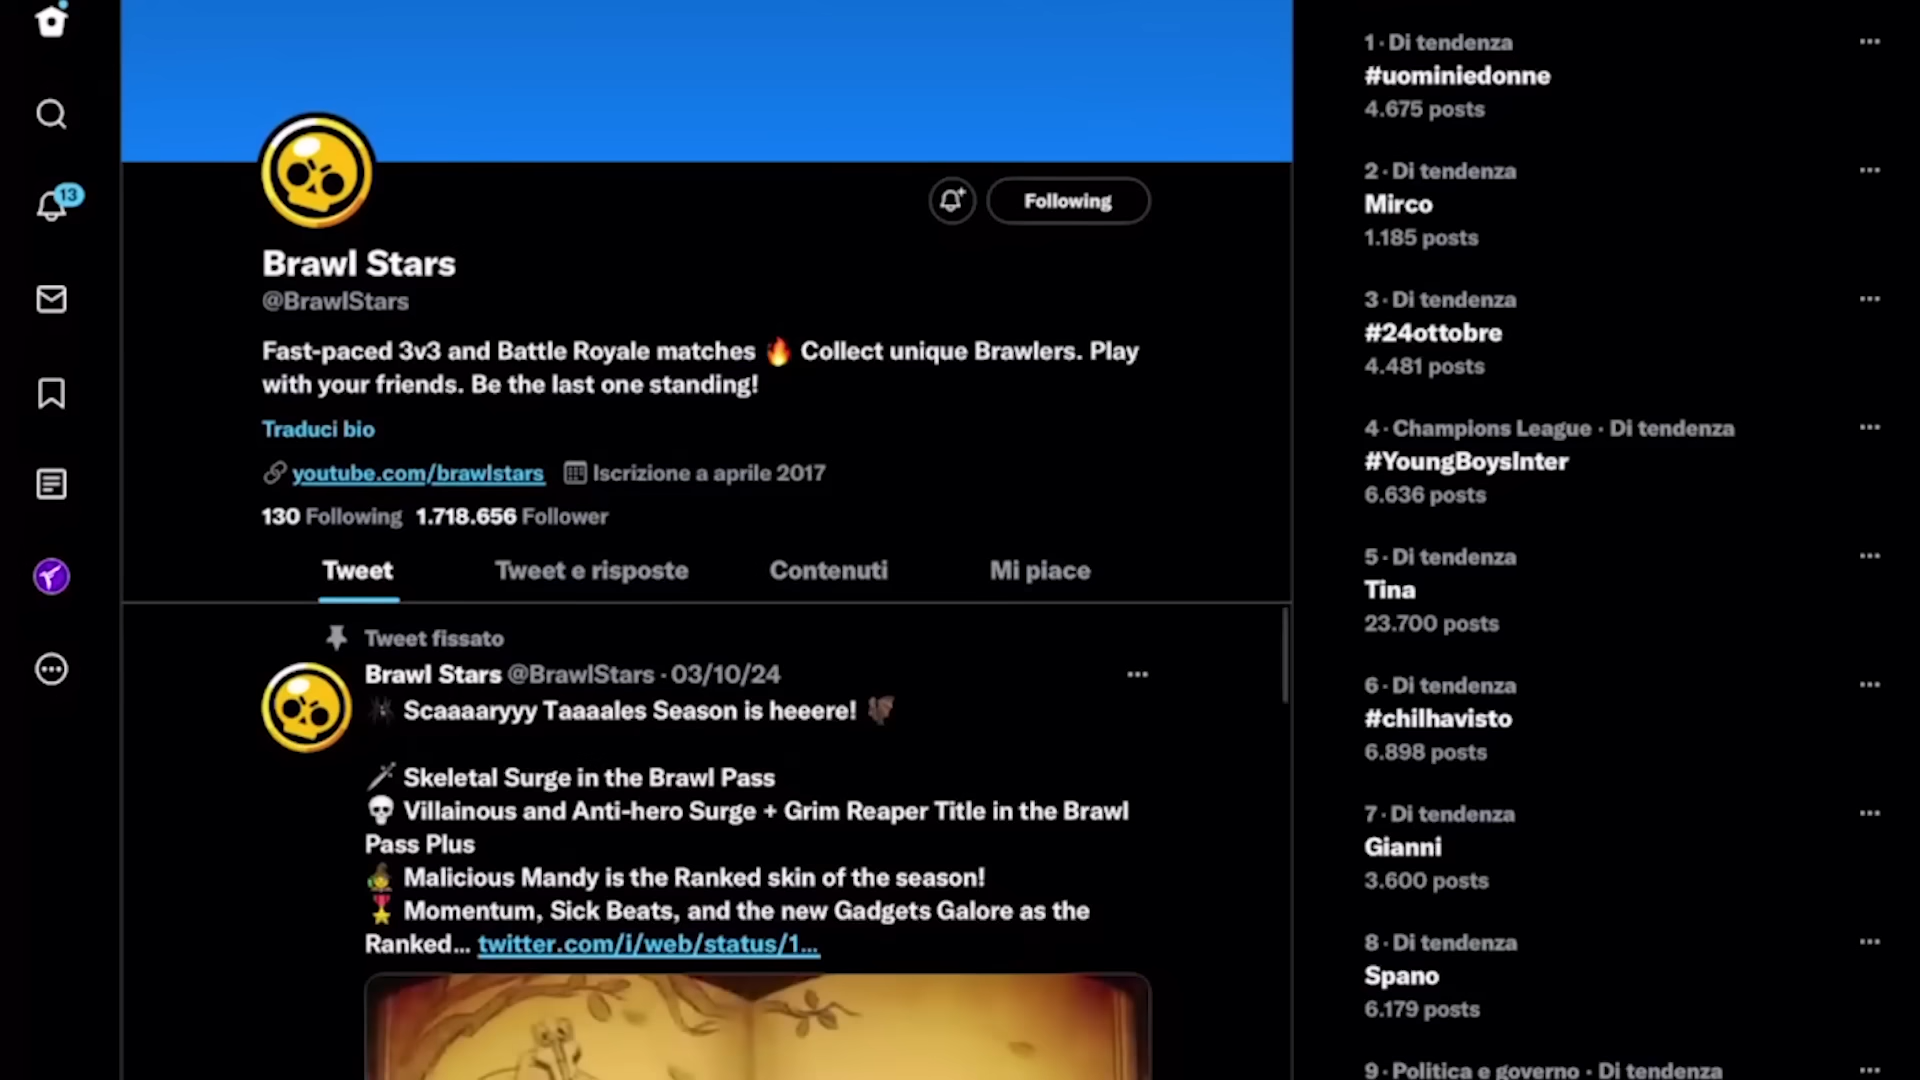 13
Following
Brawl Stars
@BrawlStars
Fast-paced 3v3 and Battle Royale matches 🔥 Collect unique Brawlers. Play
with your friends. Be the last one standing!
Traduci bio
youtube.com/brawlstars Iscrizione a aprile 2017
130 Following 1.718.656 Follower
Tweet Tweet e risposte Contenuti Mi piace
Tweet fissato
Brawl Stars @BrawlStars · 03/10/24
🕷️ Scaaaaryyy Taaaales Season is heeere! 🦇
🗡️ Skeletal Surge in the Brawl Pass
💀 Villainous and Anti-hero Surge + Grim Reaper Title in the Brawl
Pass Plus
Malicious Mandy is the Ranked skin of the season!
🎖️ Momentum, Sick Beats, and the new Gadgets Galore as the
Ranked… twitter.com/i/web/status/1…
1 · Di tendenza
#uominiedonne
4.675 posts
2 · Di tendenza
Mirco
1.185 posts
3 · Di tendenza
#24ottobre
4.481 posts
4 · Champions League · Di tendenza
#YoungBoysInter
6.636 posts
5 · Di tendenza
Tina
23.700 posts
6 · Di tendenza
#chilhavisto
6.898 posts
7 · Di tendenza
Gianni
3.600 posts
8 · Di tendenza
Spano
6.179 posts
9 · Politica e governo · Di tendenza